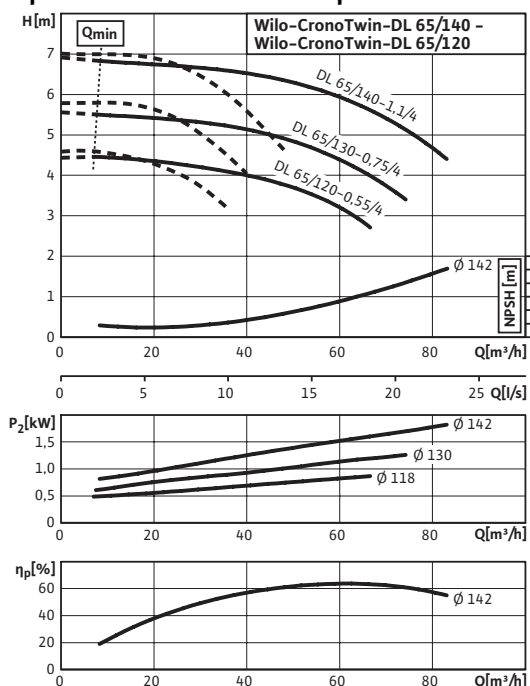 H[m]
Wilo-CronoTwin-DL 65/140 –
Wilo-CronoTwin-DL 65/120
Qmin
7
6
5
4
3
2
1
0
DL 65/140-1,1/4
DL 65/130-0,75/4
DL 65/120-0,55/4
Ø 142
NPSH [m]
0 20 40 60 80 Q[m³/h]
0 5 10 15 20 25 Q[l/s]
P₂[kW]
1,5
1,0
0,5
0
Ø 142
Ø 130
Ø 118
0 20 40 60 80 Q[m³/h]
ηp[%]
60
40
20
0
Ø 142
0 20 40 60 80 Q[m³/h]